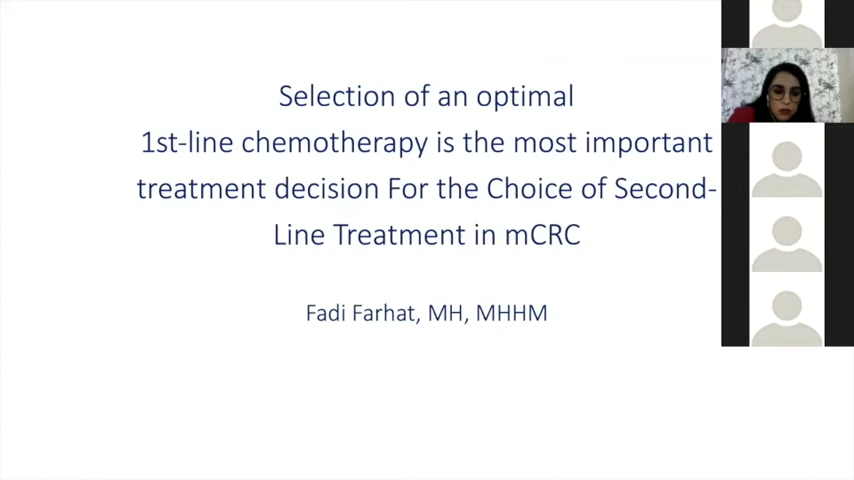 Selection of an optimal
1st-line chemotherapy is the most important
treatment decision For the Choice of Second-
Line Treatment in mCRC
Fadi Farhat, MH, MHHM